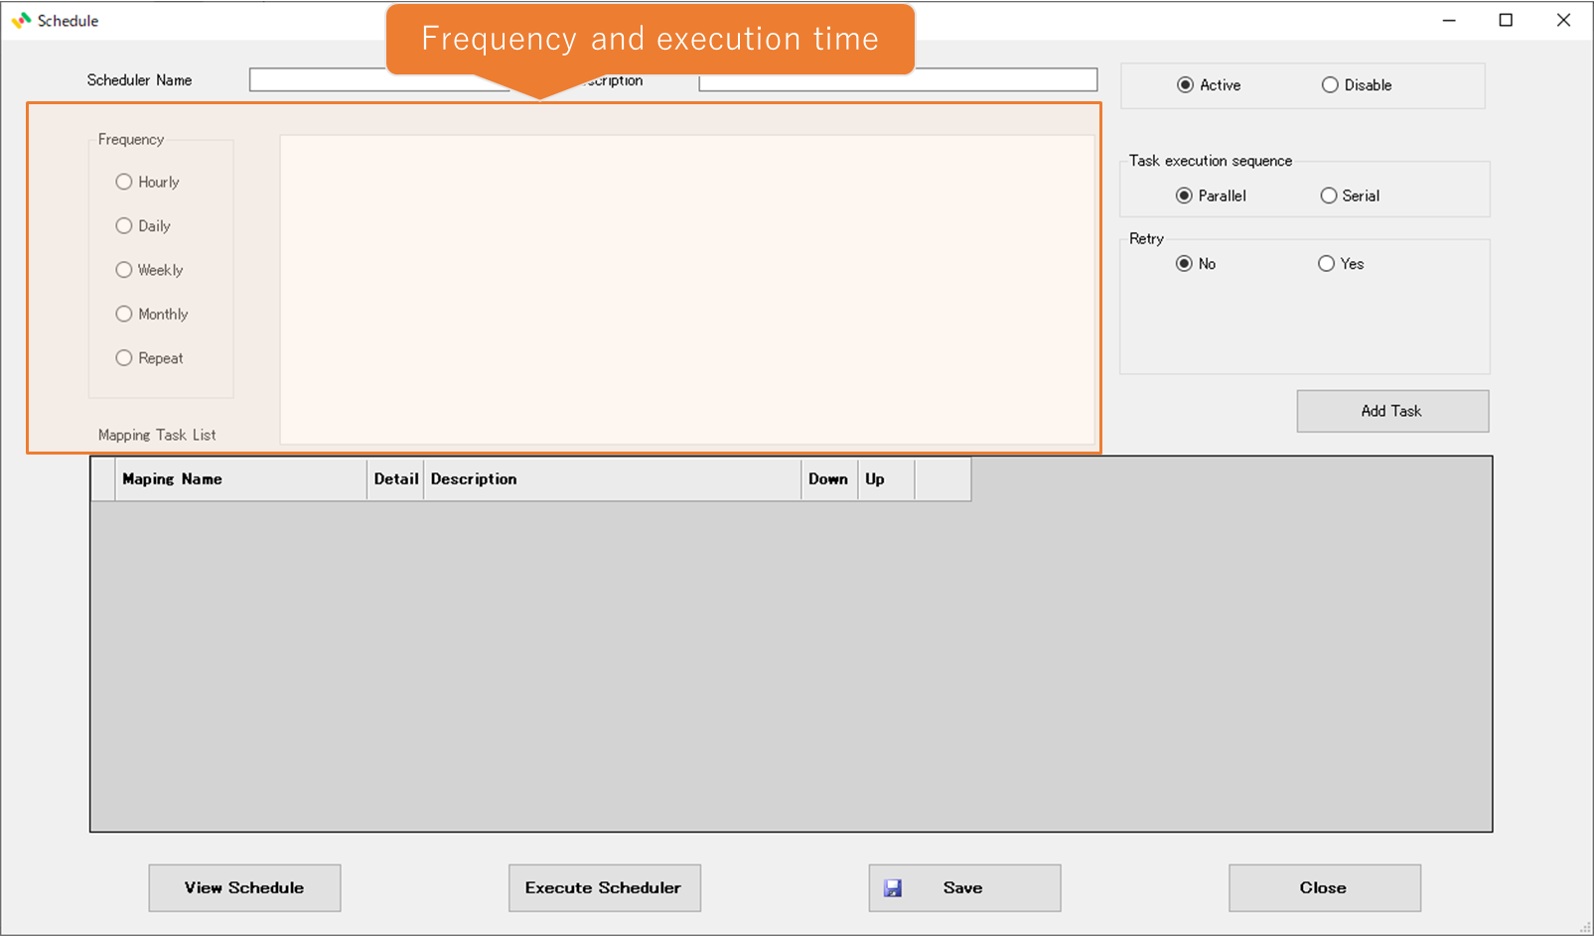 Schedule
Frequency and execution time
Scheduler Name
Active
Disable
Frequency
Hourly
Daily
Weekly
Monthly
Repeat
Task execution sequence
Parallel
Serial
Retry
No
Yes
Add Task
Mapping Task List
Maping Name
Detail
Description
Down
Up
View Schedule
Execute Scheduler
Save
Close